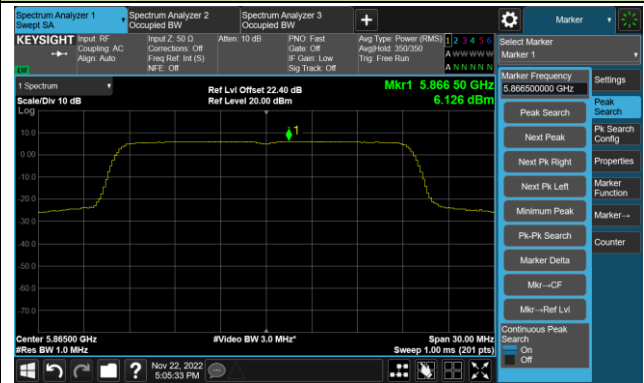 Spectrum Analyzer 1
Swept SA
Spectrum Analyzer 2
Occupied BW
Spectrum Analyzer 3
Occupied BW
+
Marker
KEYSIGHT
Input: RF
Coupling: AC
Align: Auto
Input Z: 50 Ω
Corrections: Off
Freq Ref: Int (S)
NFE: Off
Atten: 10 dB
PNO: Fast
Gate: Off
IF Gain: Low
Sig Track: Off
Avg Type: Power (RMS)
Avg|Hold: 350/350
Trig: Free Run
1 2 3 4 5 6
A W W W W W
A N N N N N
Select Marker
Marker 1
1 Spectrum
Scale/Div 10 dB
Log
Ref Lvl Offset 22.40 dB
Ref Level 20.00 dBm
Mkr1 5.866 50 GHz
6.126 dBm
1
10.0
0.00
-10.0
-20.0
-30.0
-40.0
-50.0
-60.0
-70.0
Center 5.86500 GHz
#Res BW 1.0 MHz
#Video BW 3.0 MHz*
Span 30.00 MHz
Sweep 1.00 ms (201 pts)
Marker Frequency
5.866500000 GHz
Peak Search
Next Peak
Next Pk Right
Next Pk Left
Minimum Peak
Pk-Pk Search
Marker Delta
Mkr→CF
Mkr→Ref Lvl
Continuous Peak
Search
On
Off
Settings
Peak
Search
Pk Search
Config
Properties
Marker
Function
Marker→
Counter
?
Nov 22, 2022
5:05:33 PM